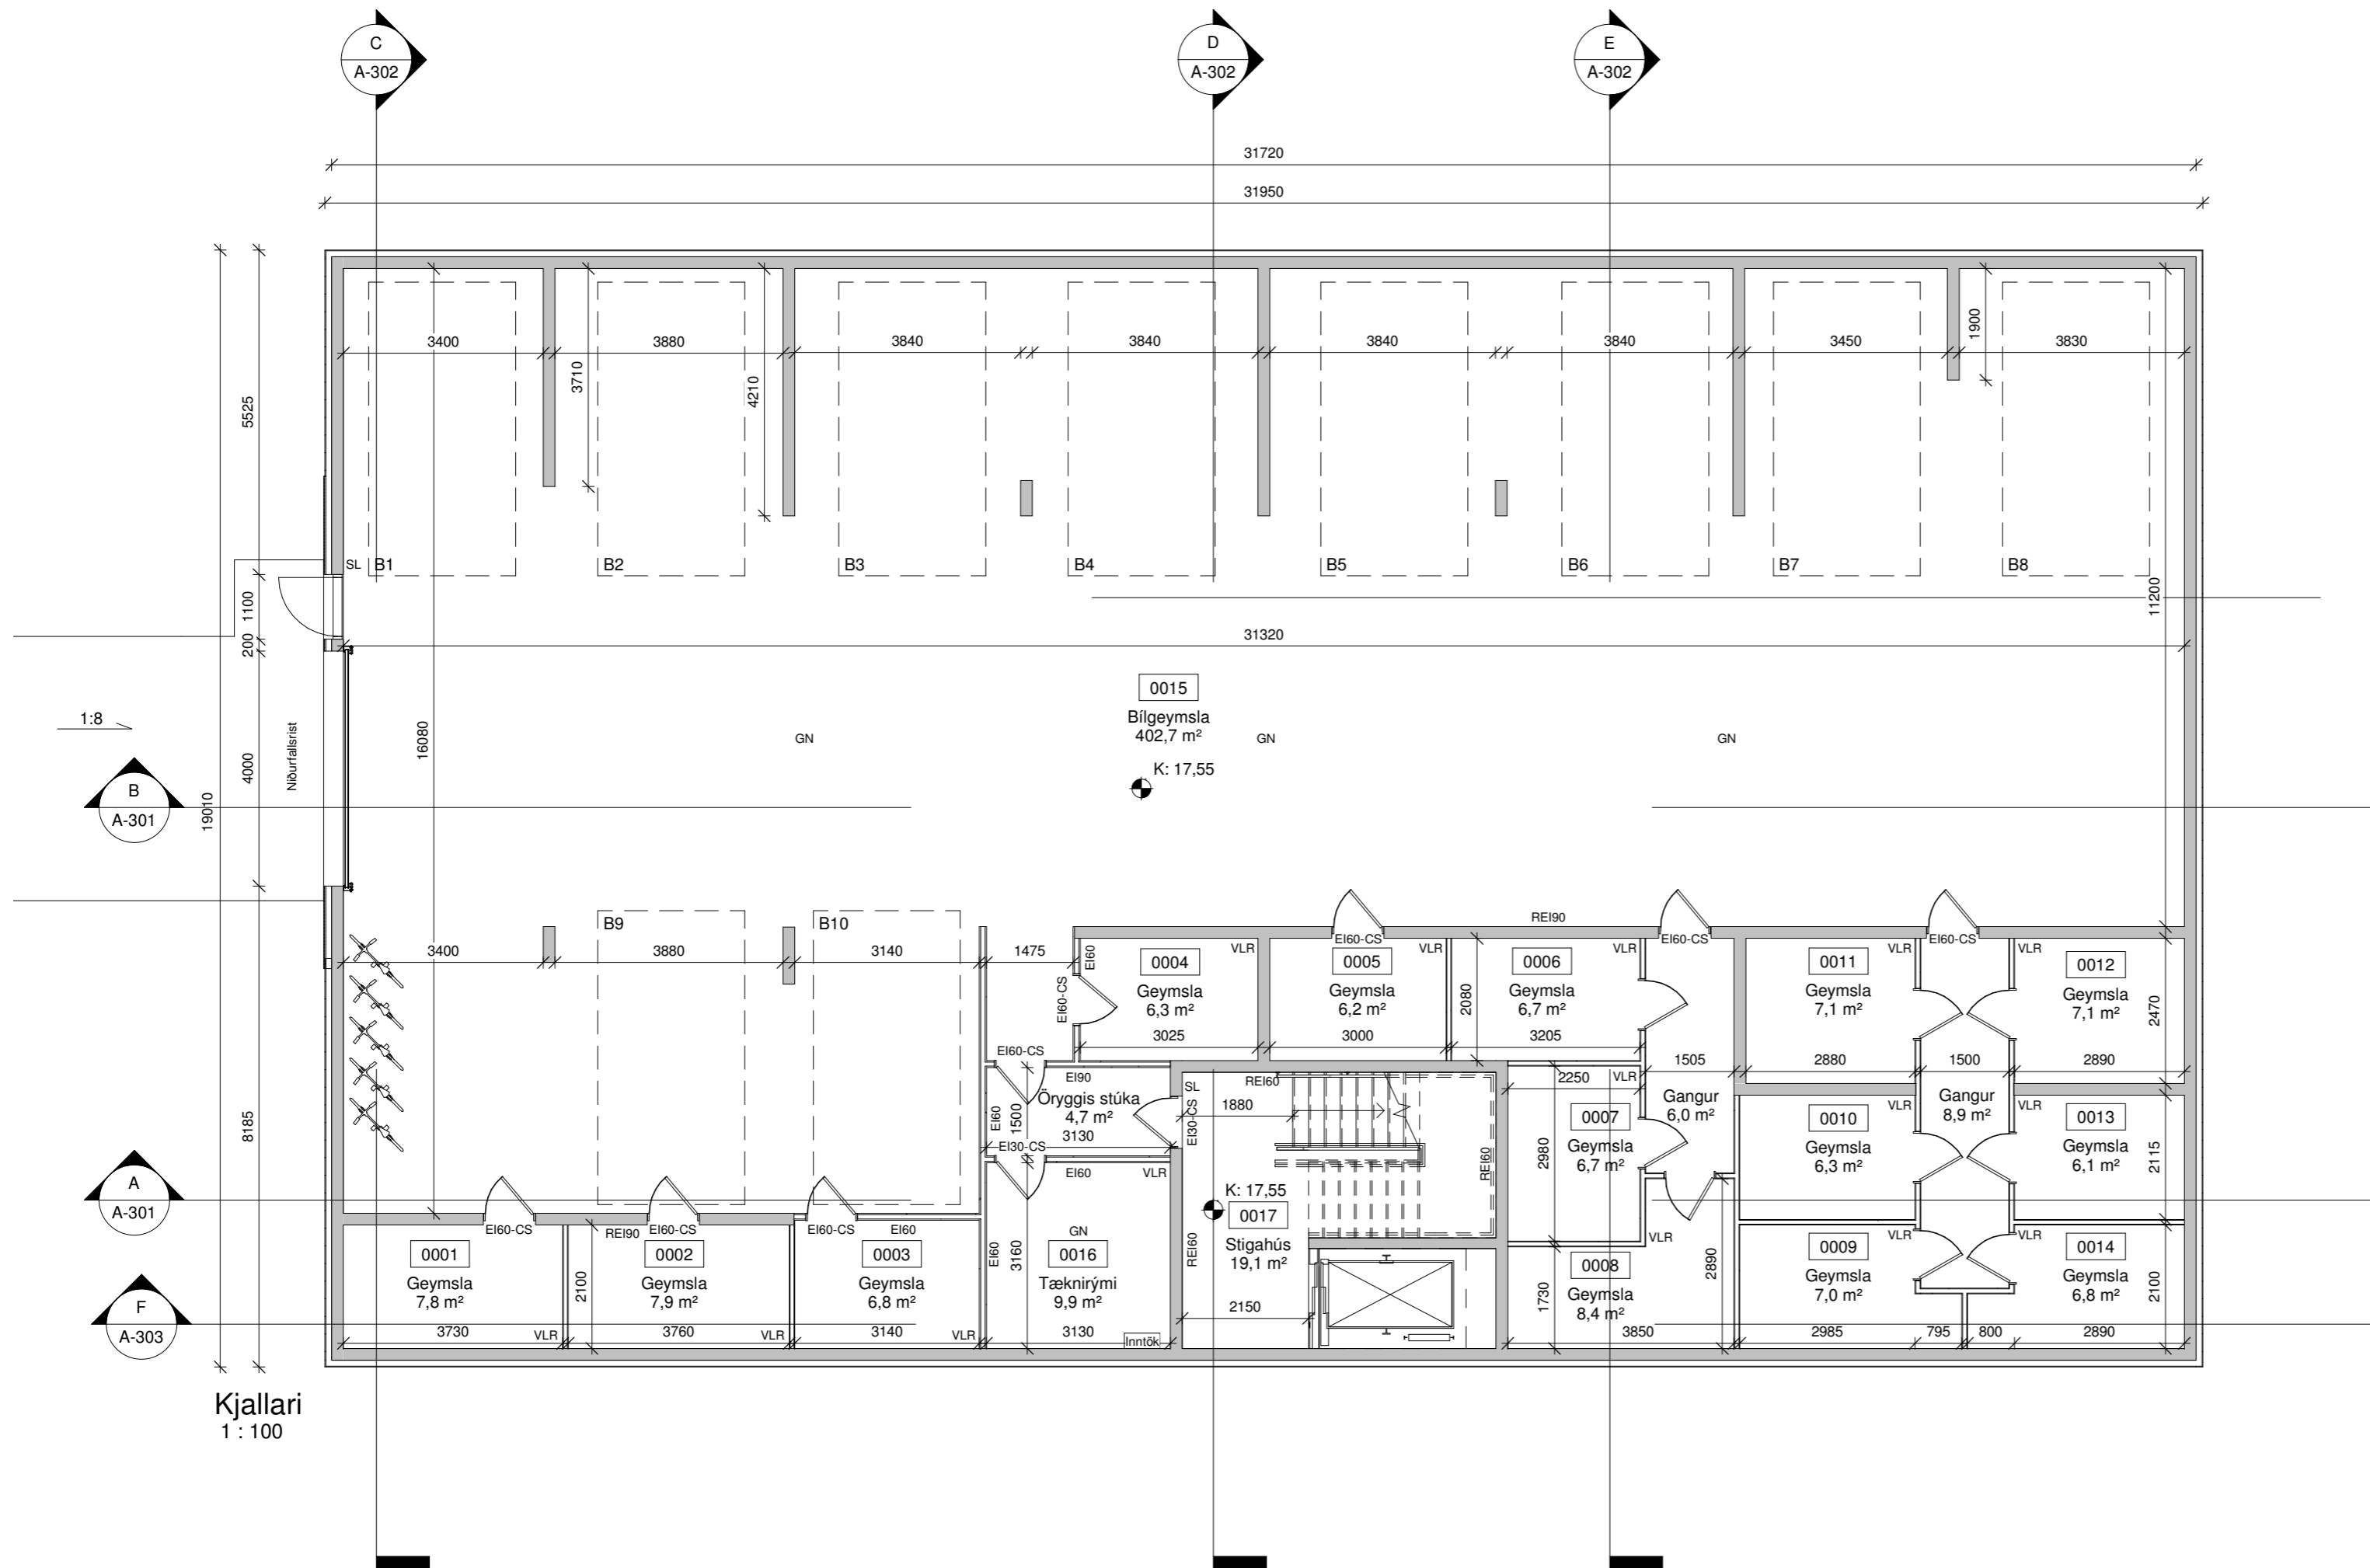 C
A-302
D
A-302
E
A-302
31720
31950
3400
3880
3840
3840
3840
3840
3450
3830
3710
4210
1900
5525
1100
200
4000
8185
19010
16080
11200
SL
B1
B2
B3
B4
B5
B6
B7
B8
31320
0015
Bílgeymsla
402,7 m²
K: 17,55
GN
GN
GN
1:8
Niðurfallsrist
B
A-301
B9
B10
3400
3880
3140
1475
REI90
EI60-CS
EI60-CS
EI60-CS
EI60
EI60-CS
VLR
0004
Geymsla
6,3 m²
3025
VLR
0005
Geymsla
6,2 m²
3000
2080
VLR
0006
Geymsla
6,7 m²
3205
VLR
0011
Geymsla
7,1 m²
2880
VLR
0012
Geymsla
7,1 m²
2890
2470
1505
1500
EI60-CS
EI90
Öryggis stúka
4,7 m²
EI60
1500
3130
EI30-CS
EI30-CS
SL
REI60
1880
REI60
REI60
2250
VLR
0007
Geymsla
6,7 m²
2980
Gangur
6,0 m²
VLR
0010
Geymsla
6,3 m²
Gangur
8,9 m²
VLR
0013
Geymsla
6,1 m²
2115
A
A-301
EI60-CS
REI90
EI60-CS
EI60-CS
EI60
0001
Geymsla
7,8 m²
3730
VLR
2100
0002
Geymsla
7,9 m²
3760
VLR
0003
Geymsla
6,8 m²
3140
VLR
EI60
VLR
EI60
3160
GN
0016
Tæknirými
9,9 m²
3130
Inntök
K: 17,55
0017
Stigahús
19,1 m²
2150
1730
0008
Geymsla
8,4 m²
3850
VLR
2890
VLR
0009
Geymsla
7,0 m²
2985
795
800
VLR
0014
Geymsla
6,8 m²
2890
2100
F
A-303
Kjallari
1 : 100